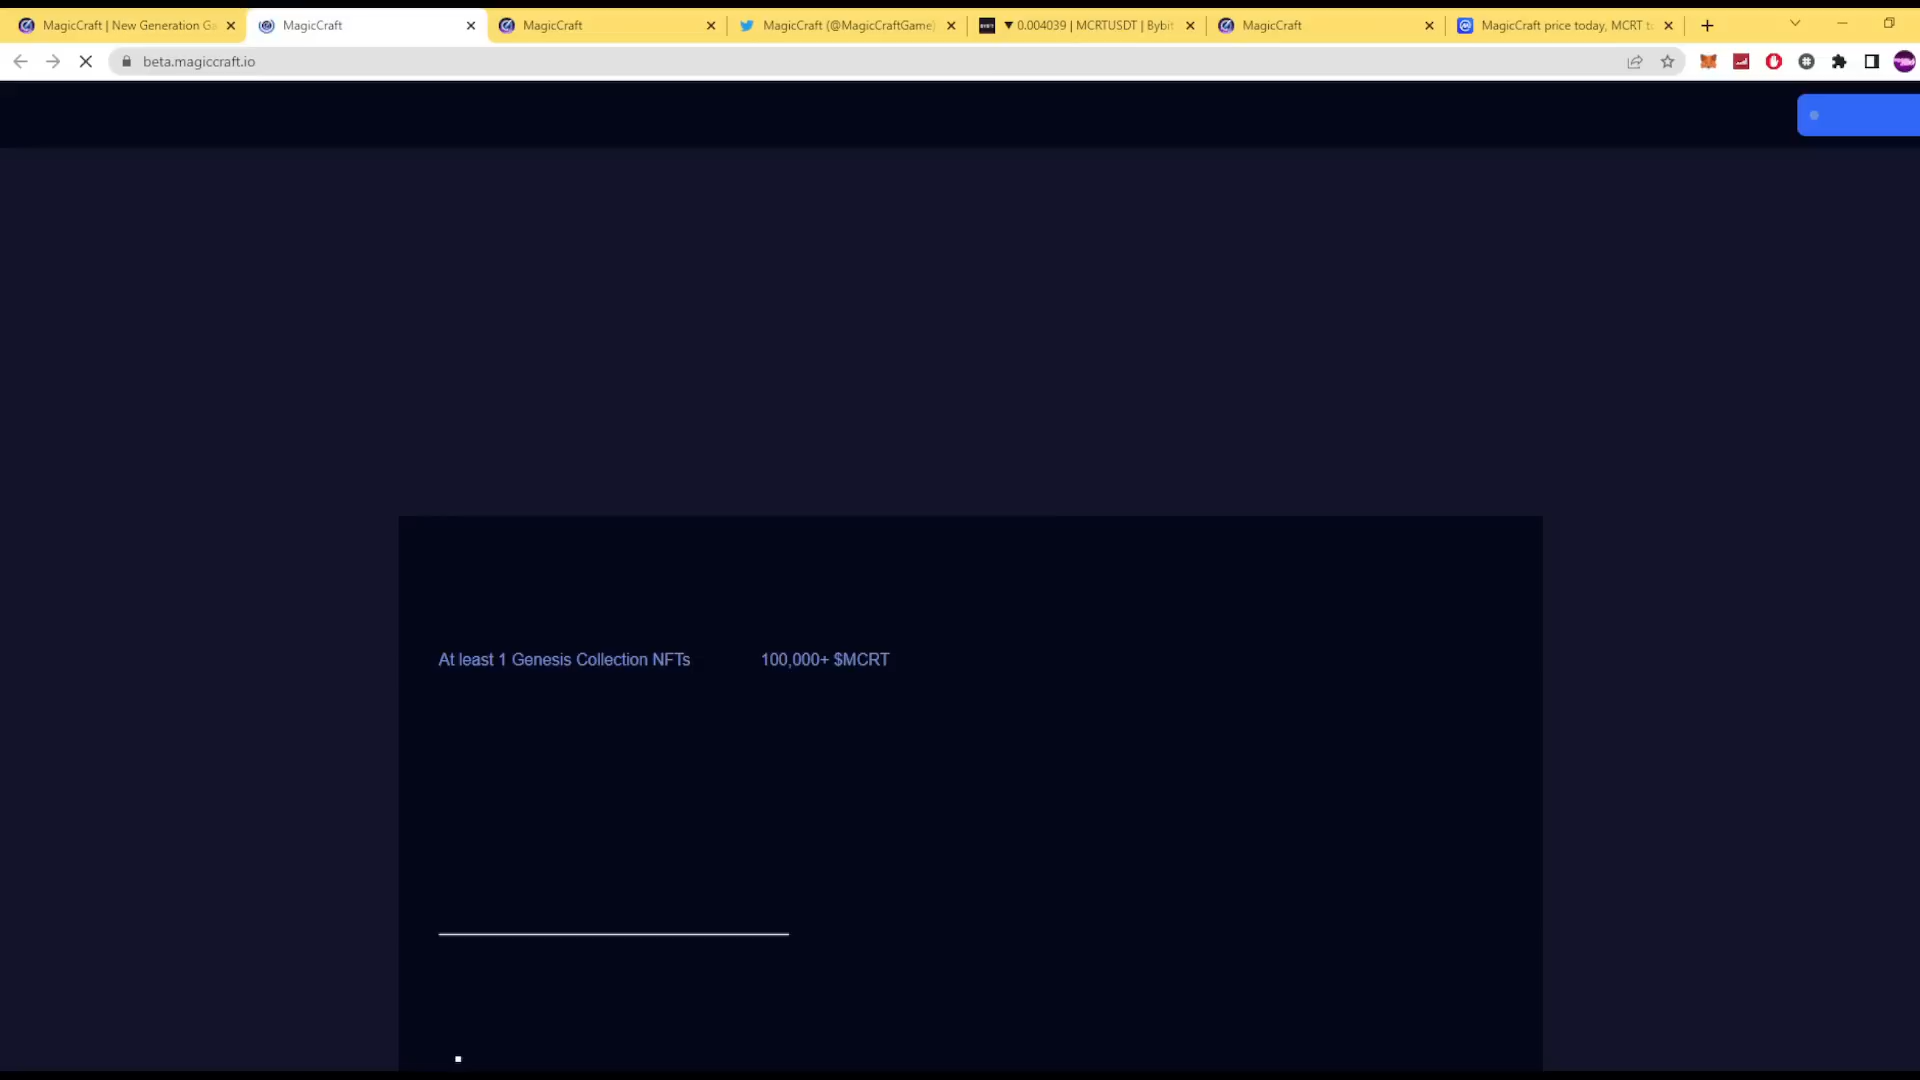 MagicCraft | New Generation Ga
MagicCraft
MagicCraft
MagicCraft (@MagicCraftGame)
▼ 0.004039 | MCRTUSDT | Bybit
MagicCraft
MagicCraft price today, MCRT to
beta.magiccraft.io
At least 1 Genesis Collection NFTs
100,000+ $MCRT